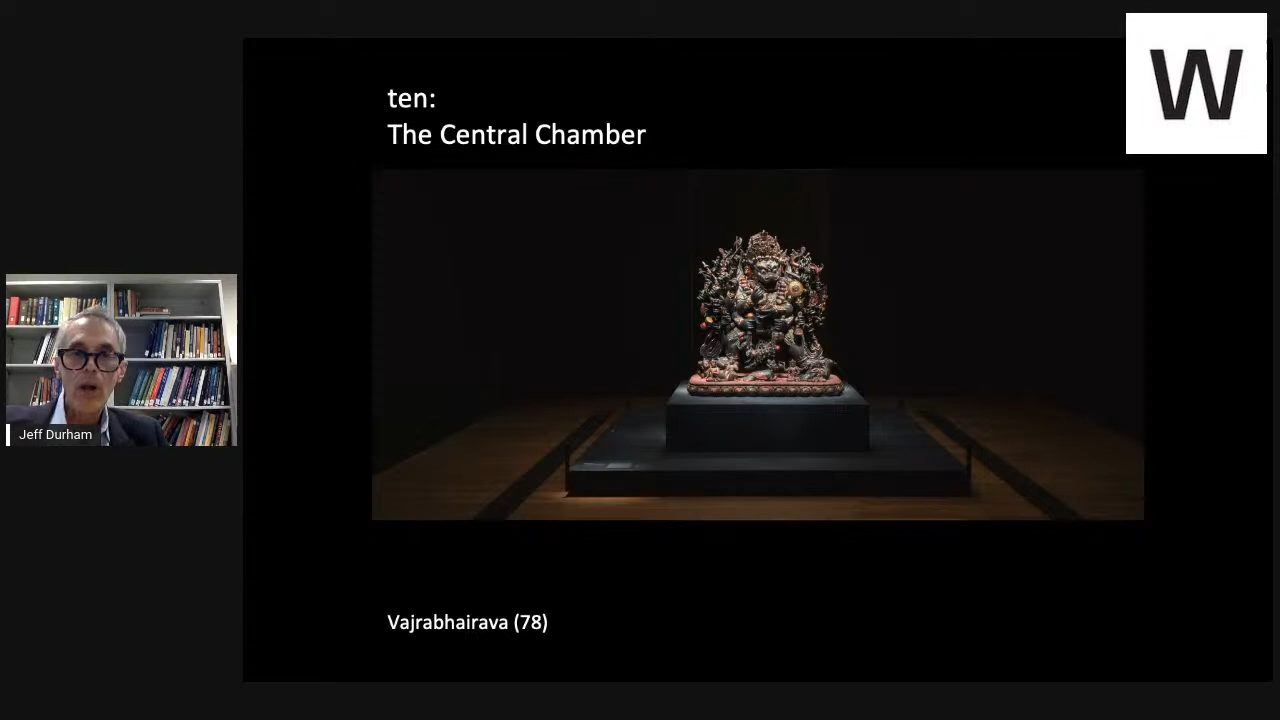 ten:
The Central Chamber
W
Jeff Durham
Vajrabhairava (78)